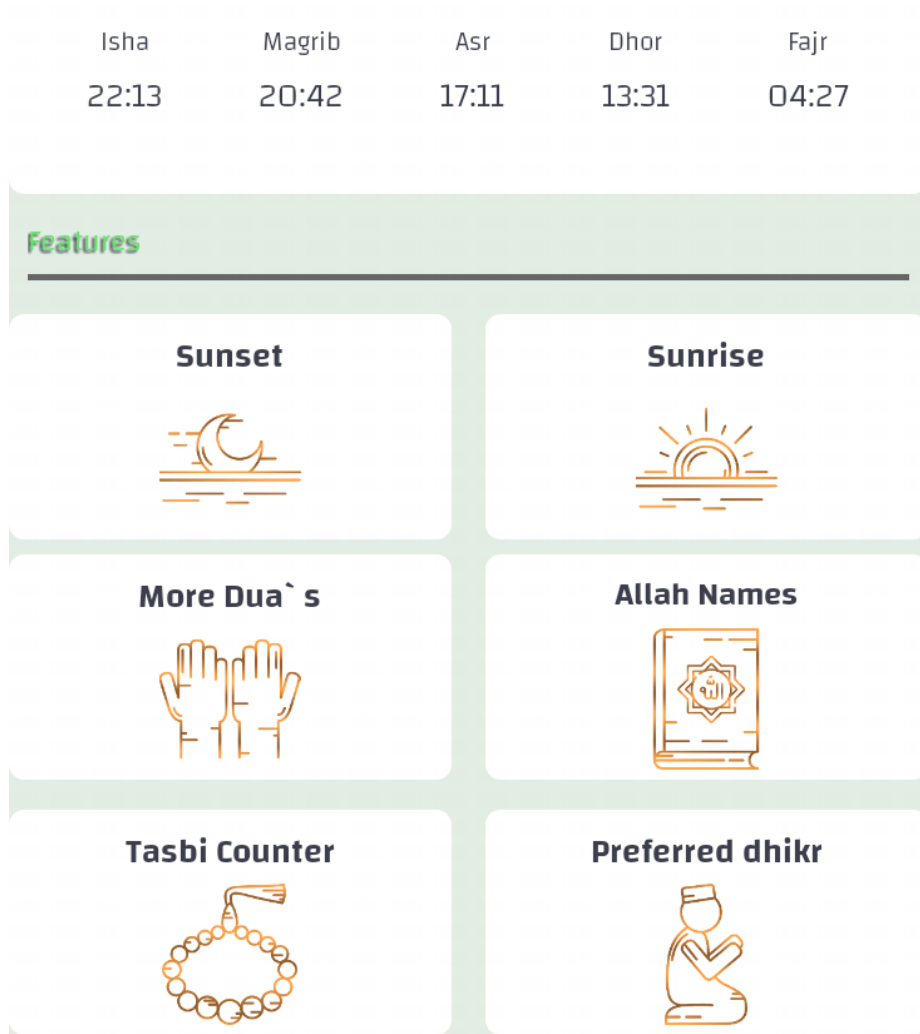 Isha Magrib Asr Dhor Fajr
22:13 20:42 17:11 13:31 04:27
Features
Sunset Sunrise
More Dua` s Allah Names
الله
Tasbi Counter Preferred dhikr